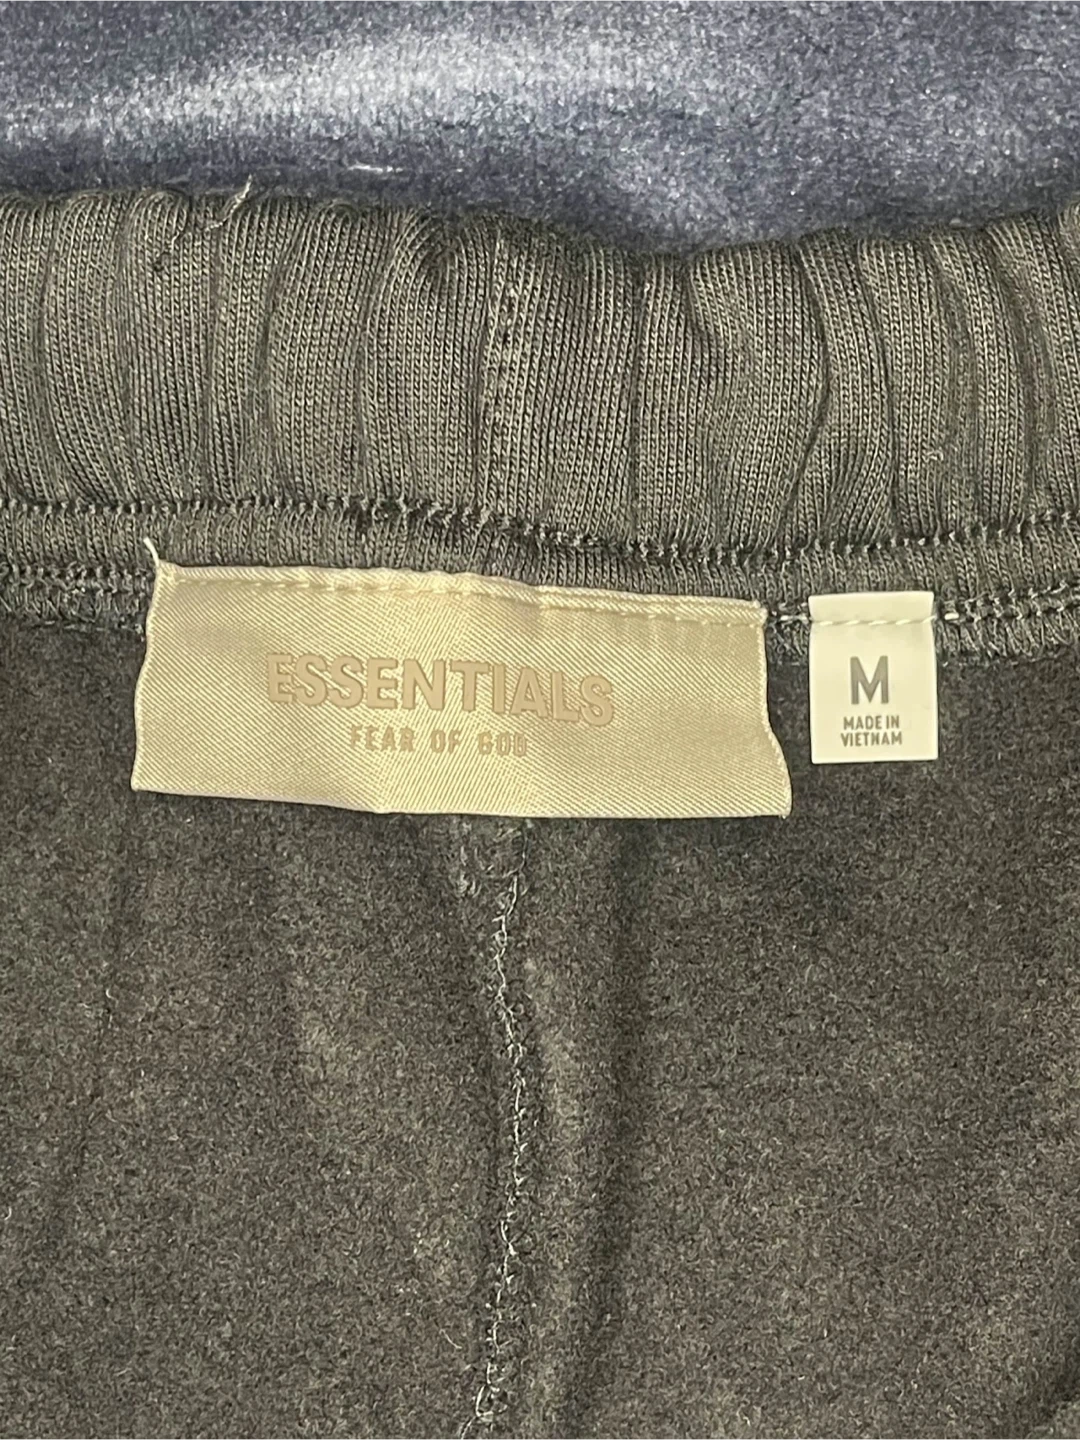 ESSENTIALS
FEAR OF GOD
M
MADE IN
VIETNAM